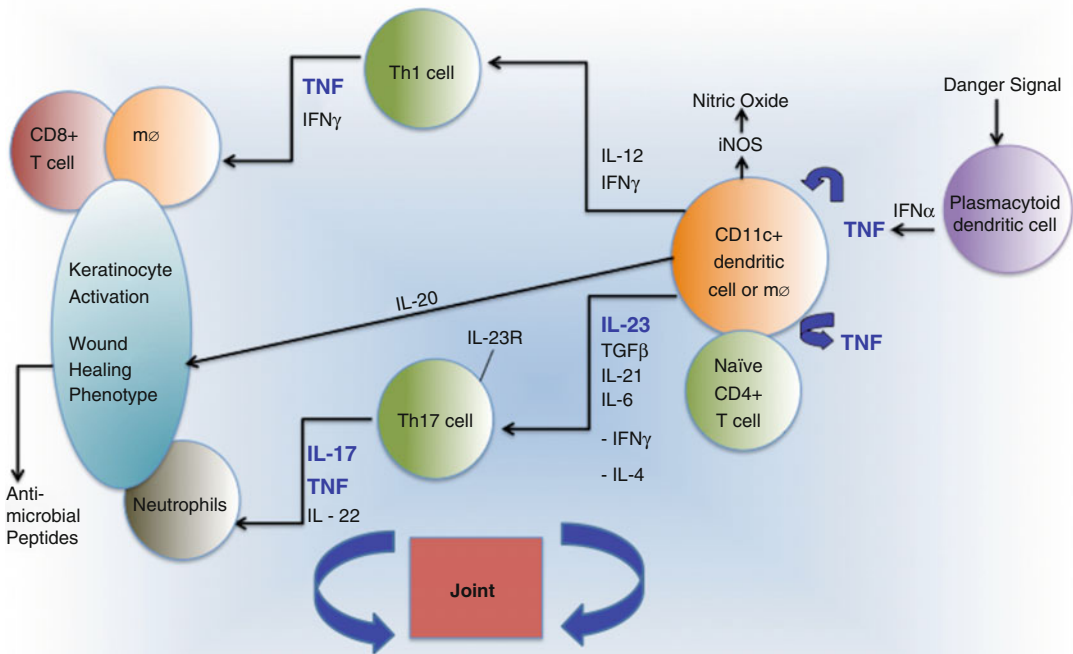 Th1 cell
TNF
IFNγ
Danger Signal
Nitric Oxide
iNOS
CD8+
T cell
mø
IL-12
IFNγ
Plasmacytoid
dendritic cell
IFNα
TNF
CD11c+
dendritic
cell or mø
Keratinocyte
Activation
Wound
Healing
Phenotype
IL-20
IL-23R
IL-23
TGFβ
IL-21
IL-6
- IFNγ
- IL-4
TNF
Naïve
CD4+
T cell
Th17 cell
IL-17
TNF
IL - 22
Neutrophils
Anti-
microbial
Peptides
Joint